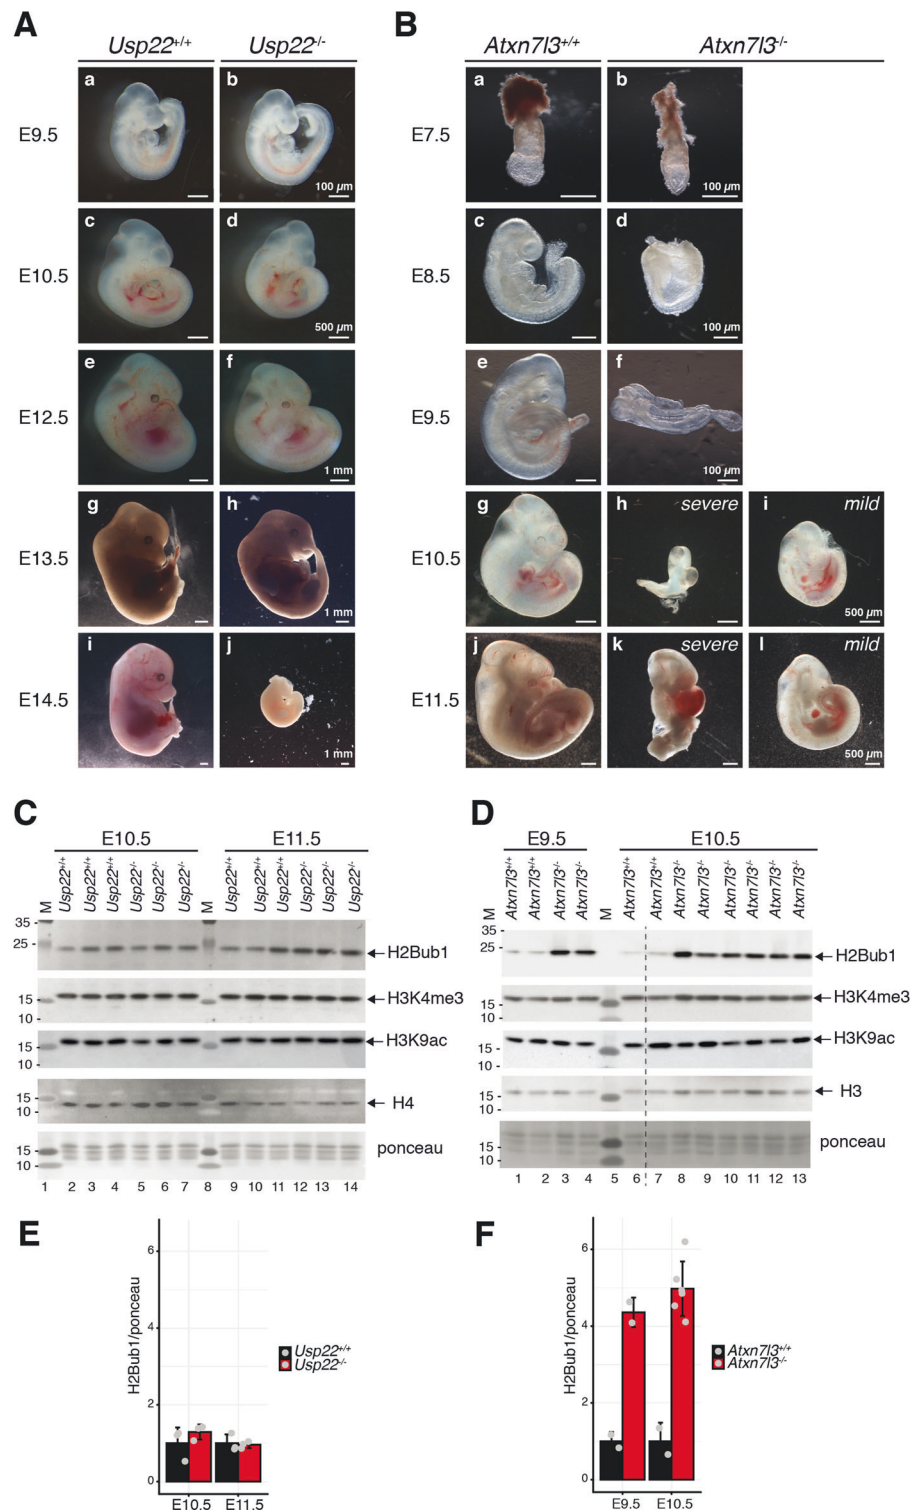 A
Usp22+/+ Usp22-/-
E9.5
a b 100 µm
E10.5
c d 500 µm
E12.5
e f 1 mm
E13.5
g h 1 mm
E14.5
i j 1 mm
B
Atxn7l3+/+ Atxn7l3-/-
E7.5
a b 100 µm
E8.5
c d 100 µm
E9.5
e f 100 µm
E10.5
g h severe i mild 500 µm
E11.5
j k severe l mild 500 µm
C
E10.5 E11.5
M Usp22+/+ Usp22+/+ Usp22+/+ Usp22-/- Usp22-/- Usp22-/- M Usp22+/+ Usp22+/+ Usp22+/+ Usp22-/- Usp22-/- Usp22-/-
35
25
H2Bub1
15
10
H3K4me3
15
10
H3K9ac
15
10
H4
15
10
ponceau
1 2 3 4 5 6 7 8 9 10 11 12 13 14
D
E9.5 E10.5
M Atxn7l3+/+ Atxn7l3+/+ Atxn7l3-/- Atxn7l3-/- M Atxn7l3+/+ Atxn7l3+/+ Atxn7l3-/- Atxn7l3-/- Atxn7l3-/- Atxn7l3-/- Atxn7l3-/- Atxn7l3-/-
35
25
H2Bub1
15
10
H3K4me3
15
10
H3K9ac
15
10
H3
15
10
ponceau
1 2 3 4 5 6 7 8 9 10 11 12 13
E
H2Bub1/ponceau
6
4
2
0
E10.5 E11.5
Usp22+/+
Usp22-/-
F
H2Bub1/ponceau
6
4
2
0
E9.5 E10.5
Atxn7l3+/+
Atxn7l3-/-